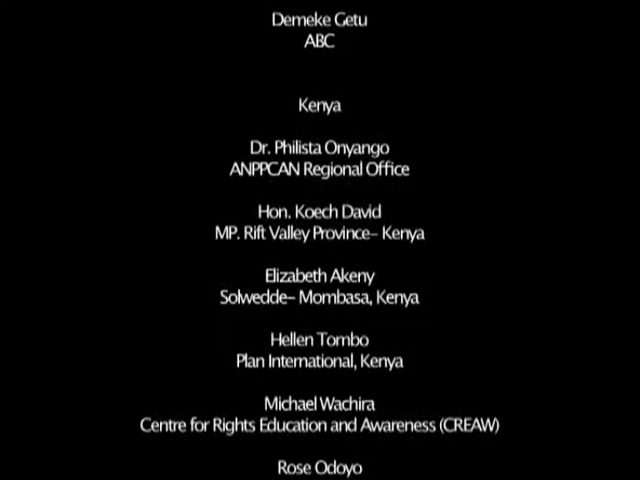 Demeke Getu
ABC
Kenya
Dr. Philista Onyango
ANPPCAN Regional Office
Hon. Koech David
MP. Rift Valley Province– Kenya
Elizabeth Akeny
Solwedde– Mombasa, Kenya
Hellen Tombo
Plan International, Kenya
Michael Wachira
Centre for Rights Education and Awareness (CREAW)
Rose Odoyo